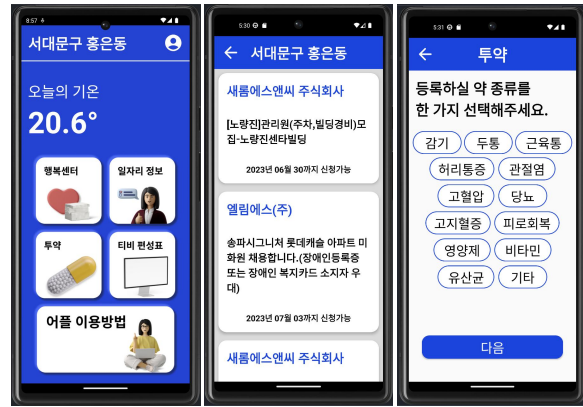 8:57
서대문구 홍은동
오늘의 기온
20.6°
행복센터
일자리 정보
투약
티비 편성표
어플 이용방법
5:30
서대문구 홍은동
새롬에스앤씨 주식회사
[노량진]관리원(주차,빌딩경비)모
집-노량진센타빌딩
2023년 06월 30까지 신청가능
엘림에스(주)
송파시그니처 롯데캐슬 아파트 미
화원 채용합니다.(장애인등록증
또는 장애인 복지카드 소지자 우
대)
2023년 07월 03까지 신청가능
새롬에스앤씨 주식회사
5:31
투약
등록하실 약 종류를
한 가지 선택해주세요.
감기 두통 근육통
허리통증 관절염
고혈압 당뇨
고지혈증 피로회복
영양제 비타민
유산균 기타
다음